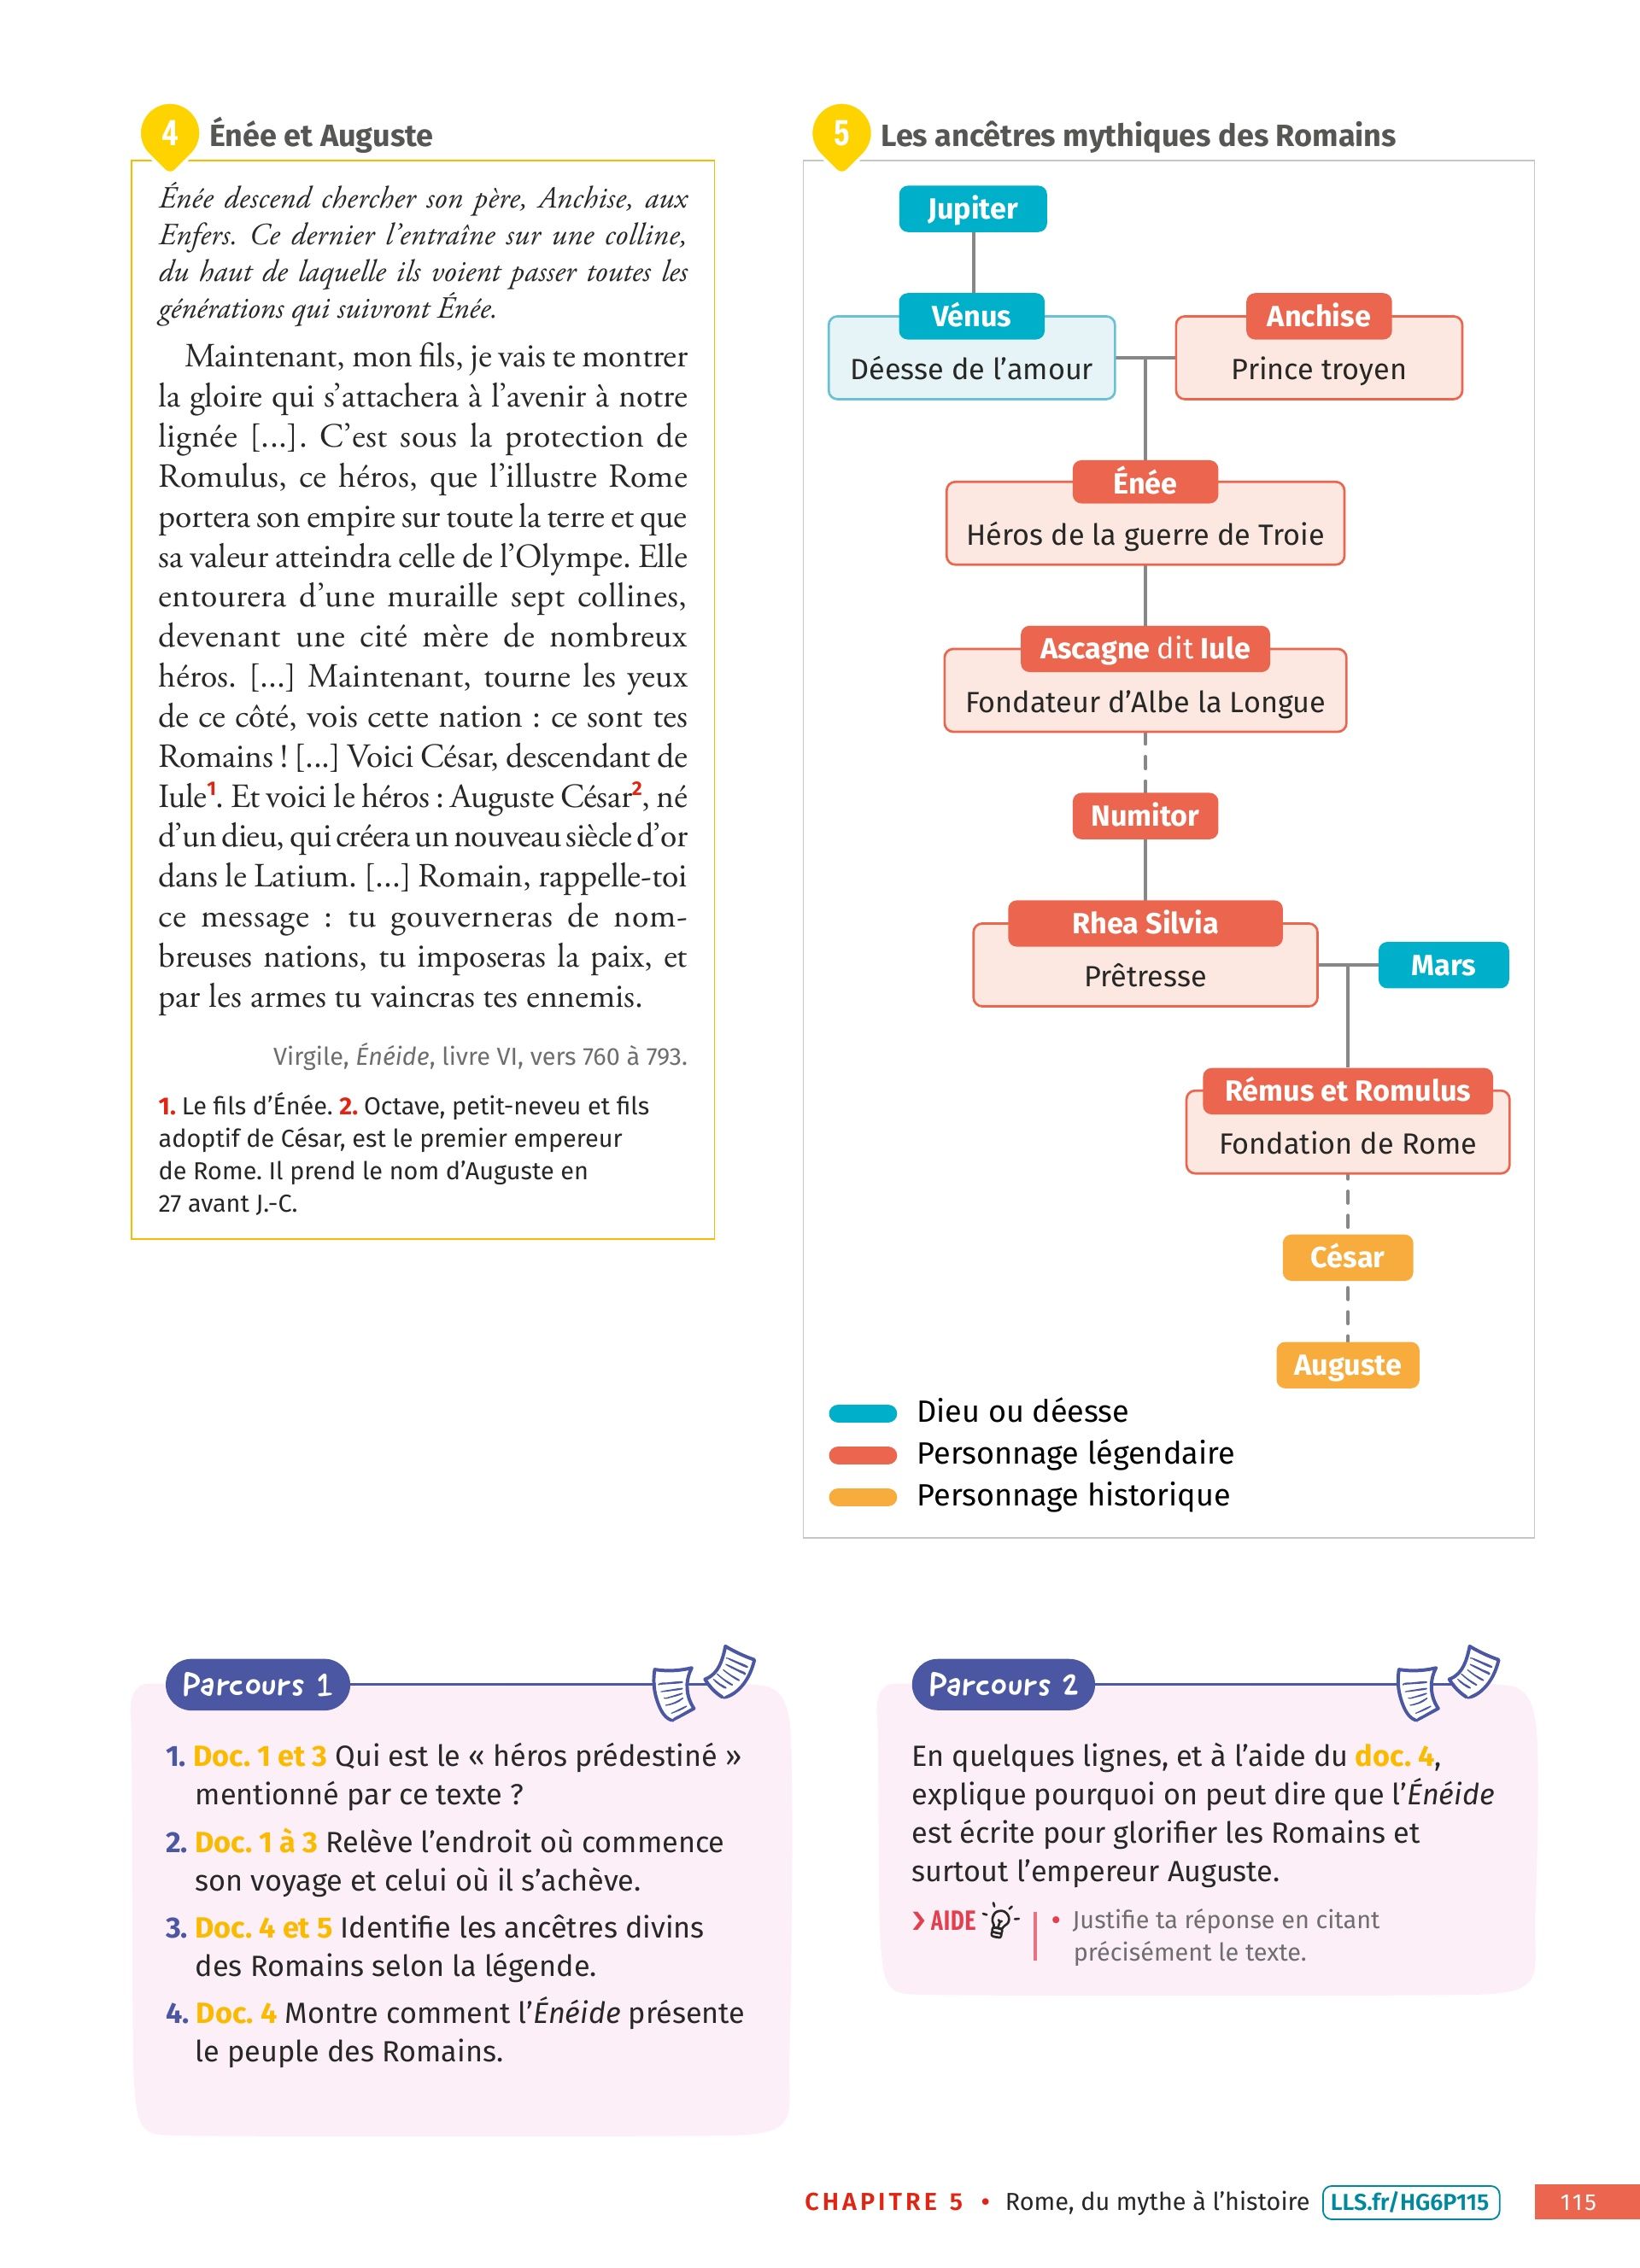 4 Énée et Auguste
Énée descend chercher son père, Anchise, aux
Enfers. Ce dernier l'entraîne sur une colline,
du haut de laquelle ils voient passer toutes les
générations qui suivront Énée.
Maintenant, mon fils, je vais te montrer
la gloire qui s'attachera à l'avenir à notre
lignée [...]. C'est sous la protection de
Romulus, ce héros, que l'illustre Rome
portera son empire sur toute la terre et que
sa valeur atteindra celle de l'Olympe. Elle
entourera d'une muraille sept collines,
devenant une cité mère de nombreux
héros. [...] Maintenant, tourne les yeux
de ce côté, vois cette nation : ce sont tes
Romains ! [...] Voici César, descendant de
Iule1. Et voici le héros : Auguste César2, né
d'un dieu, qui créera un nouveau siècle d'or
dans le Latium. [...] Romain, rappelle-toi
ce message : tu gouverneras de nom-
breuses nations, tu imposeras la paix, et
par les armes tu vaincras tes ennemis.
Virgile, Énéide, livre VI, vers 760 à 793.
1. Le fils d'Énée. 2. Octave, petit-neveu et fils
adoptif de César, est le premier empereur
de Rome. Il prend le nom d'Auguste en
27 avant J.-C.
5 Les ancêtres mythiques des Romains
Jupiter
Vénus
Déesse de l'amour
Anchise
Prince troyen
Énée
Héros de la guerre de Troie
Ascagne dit Iule
Fondateur d'Albe la Longue
Numitor
Rhea Silvia
Prêtresse
Mars
Rémus et Romulus
Fondation de Rome
César
Auguste
Dieu ou déesse
Personnage légendaire
Personnage historique
Parcours 1
1. Doc. 1 et 3 Qui est le « héros prédestiné »
mentionné par ce texte ?
2. Doc. 1 à 3 Relève l'endroit où commence
son voyage et celui où il s'achève.
3. Doc. 4 et 5 Identifie les ancêtres divins
des Romains selon la légende.
4. Doc. 4 Montre comment l'Énéide présente
le peuple des Romains.
Parcours 2
En quelques lignes, et à l'aide du doc. 4,
explique pourquoi on peut dire que l'Énéide
est écrite pour glorifier les Romains et
surtout l'empereur Auguste.
› AIDE • Justifie ta réponse en citant
précisément le texte.
CHAPITRE 5 • Rome, du mythe à l'histoire LLS.fr/HG6P115 115